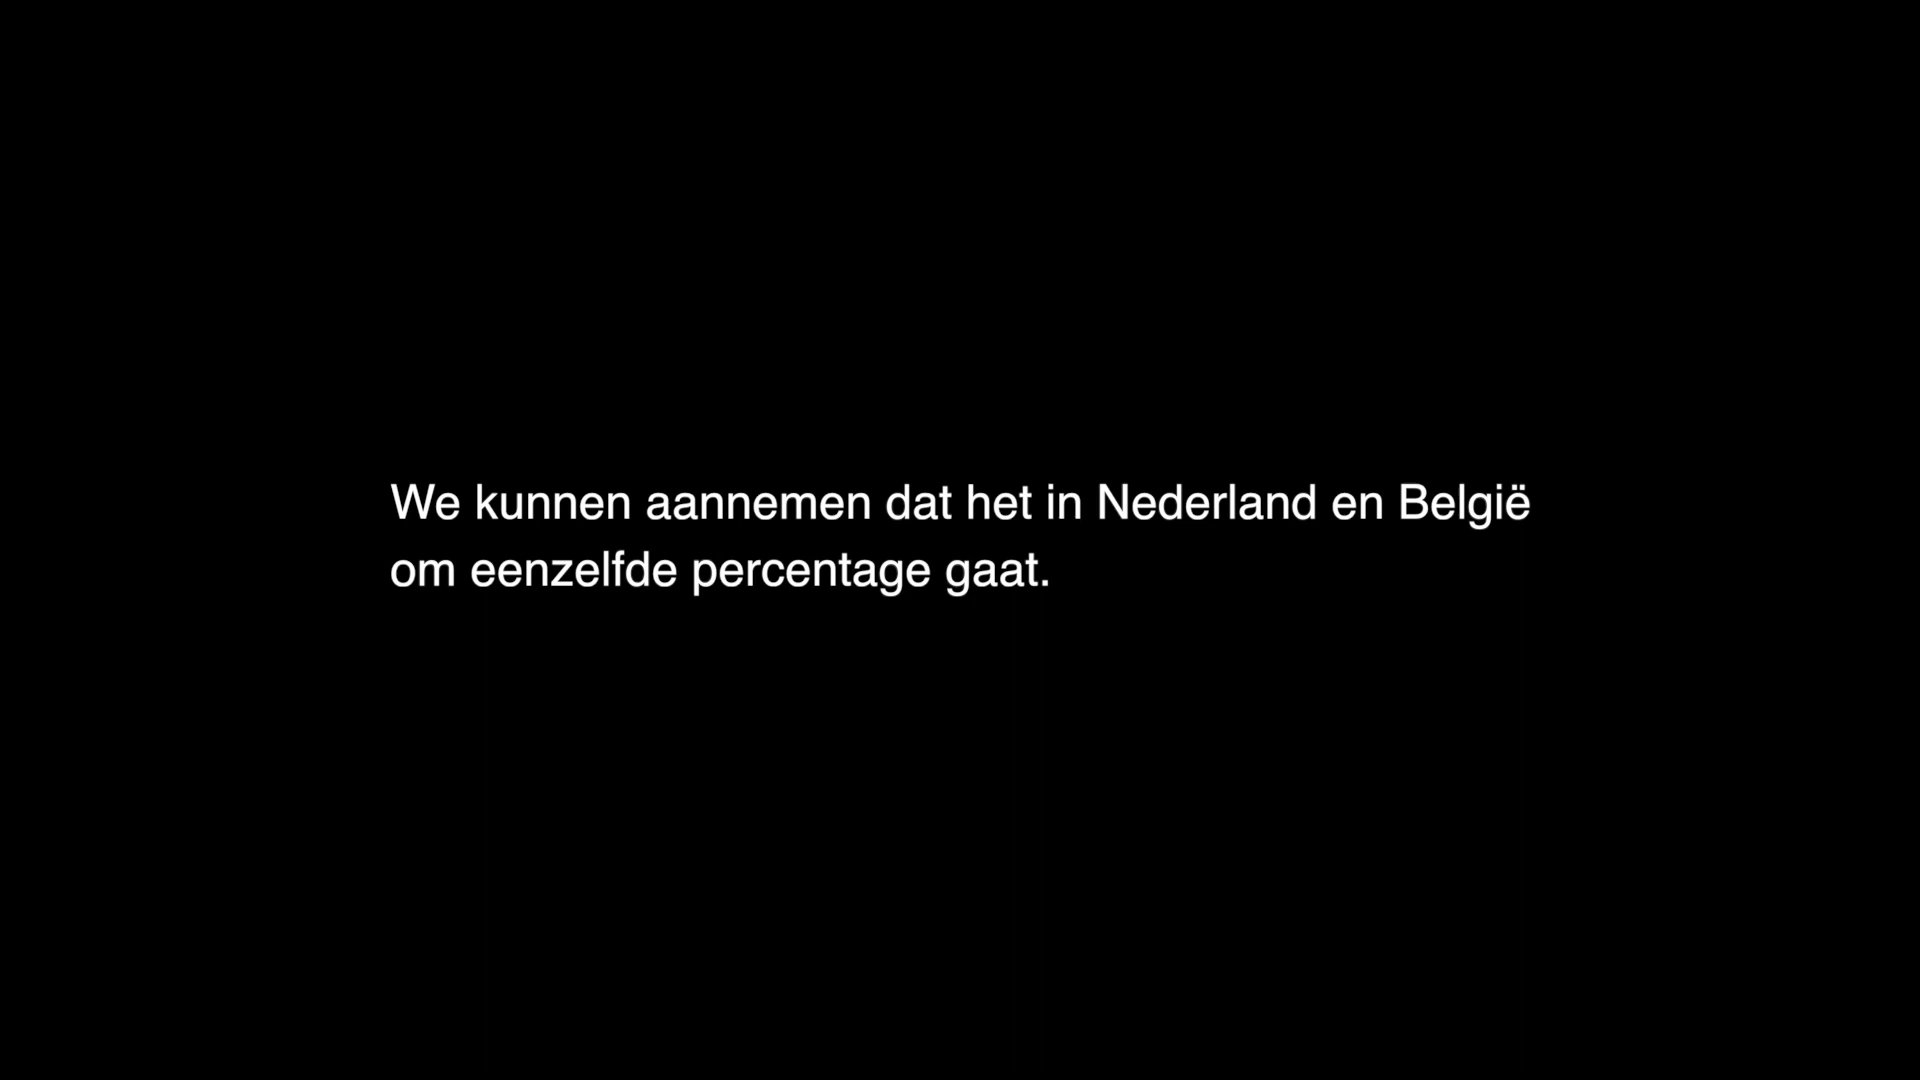 We kunnen aannemen dat het in Nederland en België
om eenzelfde percentage gaat.